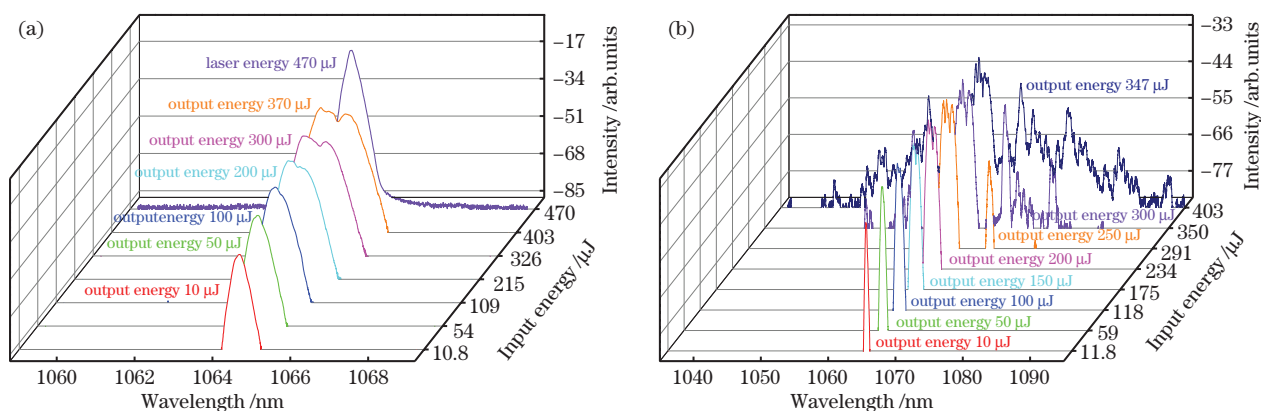 (a)
−17
−34
−51
−68
−85
Intensity /arb.units
laser energy 470 μJ
output energy 370 μJ
output energy 300 μJ
output energy 200 μJ
outputenergy 100 μJ
output energy 50 μJ
output energy 10 μJ
470
403
326
215
109
54
10.8
Input energy /μJ
1060
1062
1064
1066
1068
Wavelength /nm
(b)
−33
−44
−55
−66
−77
Intensity /arb.units
output energy 347 μJ
output energy 300 μJ
output energy 250 μJ
output energy 200 μJ
output energy 150 μJ
output energy 100 μJ
output energy 50 μJ
output energy 10 μJ
403
350
291
234
175
118
59
11.8
Input energy /μJ
1040
1050
1060
1070
1080
1090
Wavelength /nm